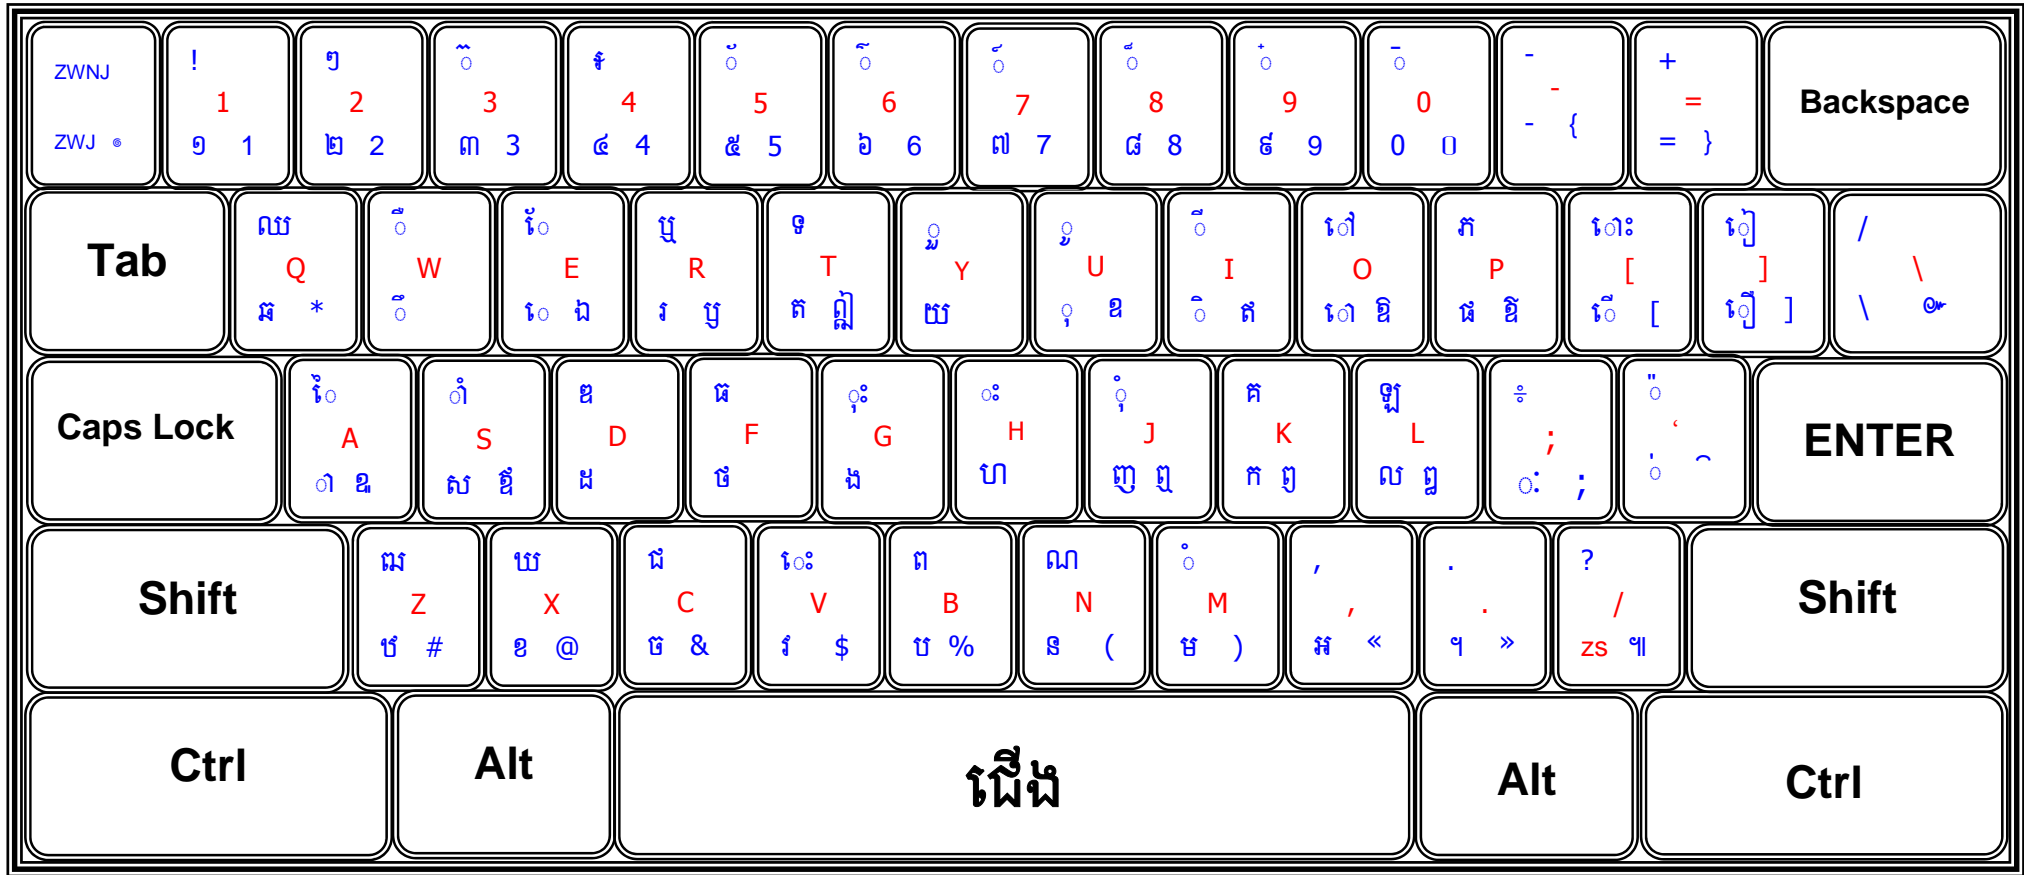 ZWNJ ! ៗ ៊ ៛ ័ ៌ ៍ ៏ ៎ ៑ - +
1 2 3 4 5 6 7 8 9 0 - = Backspace
ZWJ ១ 1 ២ 2 ៣ 3 ៤ 4 ៥ 5 ៦ 6 ៧ 7 ៨ 8 ៩ 9 0 ០ - { = }
ឈ ឺ ែ ឬ ទ ួ ូ ី ៅ ភ ោះ ៀ /
Tab Q W E R T Y U I O P [ ] \
ឆ * ឹ េ ឯ រ ឫ ត ឦ យ ុ ឧ ិ ឥ ោ ឱ ផ ឳ ើ [ ឿ ] \ ៚
ៃ ាំ ឌ ធ ុះ ះ ុំ គ ឡ ៉
Caps Lock A S D F G H J K L ; ‘ ENTER
ា ឩ ស ឪ ដ ថ ង ហ ញ ឮ ក ឰ ល ឭ ៈ ; ់
ឍ ឃ ជ េះ ព ណ ំ , . ?
Shift Z X C V B N M , . / Shift
ឋ # ខ @ ច & វ $ ប % ន ( ម ) អ « ។ » zs ៕
Ctrl Alt ជើង Alt Ctrl